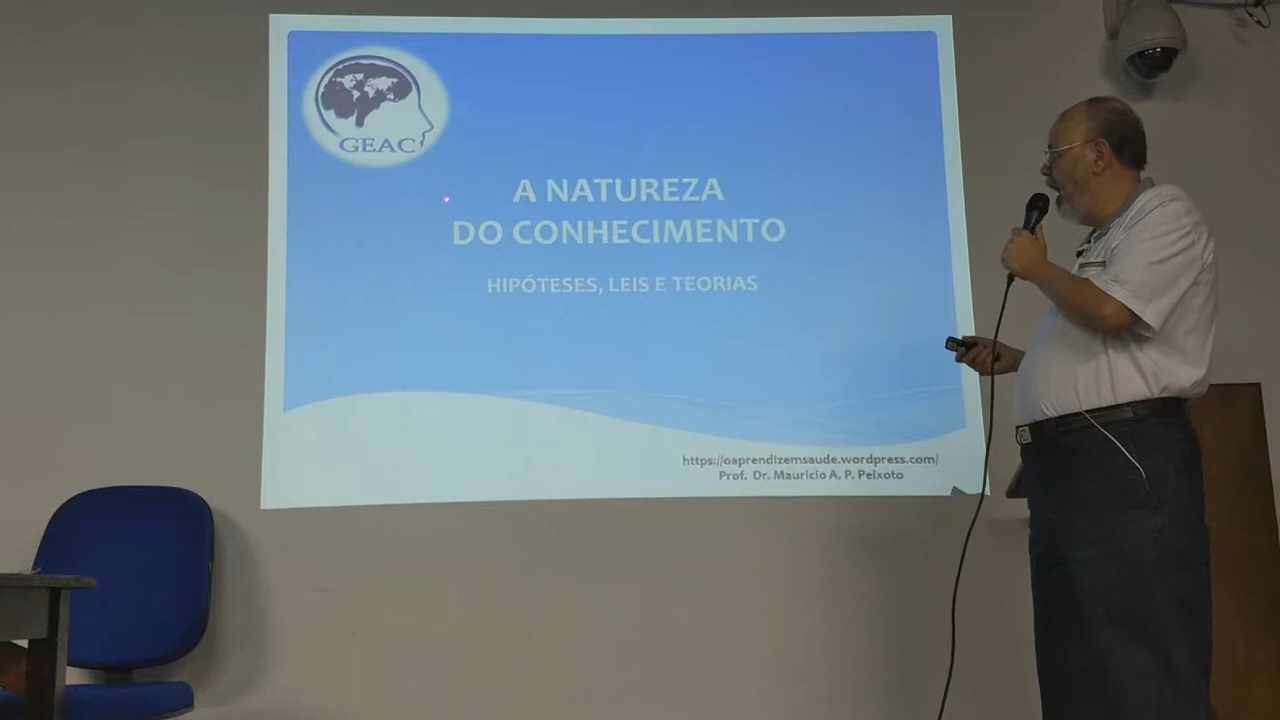 GEAC
A NATUREZA
DO CONHECIMENTO
HIPÓTESES, LEIS E TEORIAS
https://oaprendizemsaude.wordpress.com/
Prof. Dr. Mauricio A. P. Peixoto